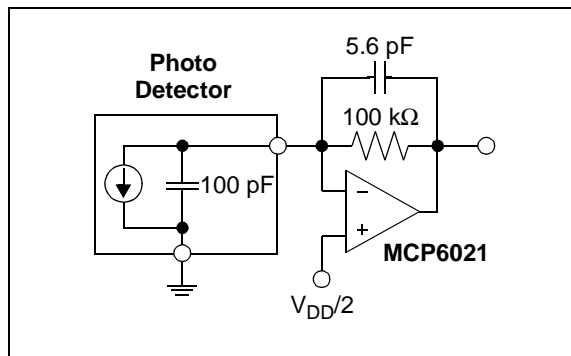 5.6 pF
Photo
Detector
100 kΩ
100 pF
−
+
MCP6021
V_DD/2